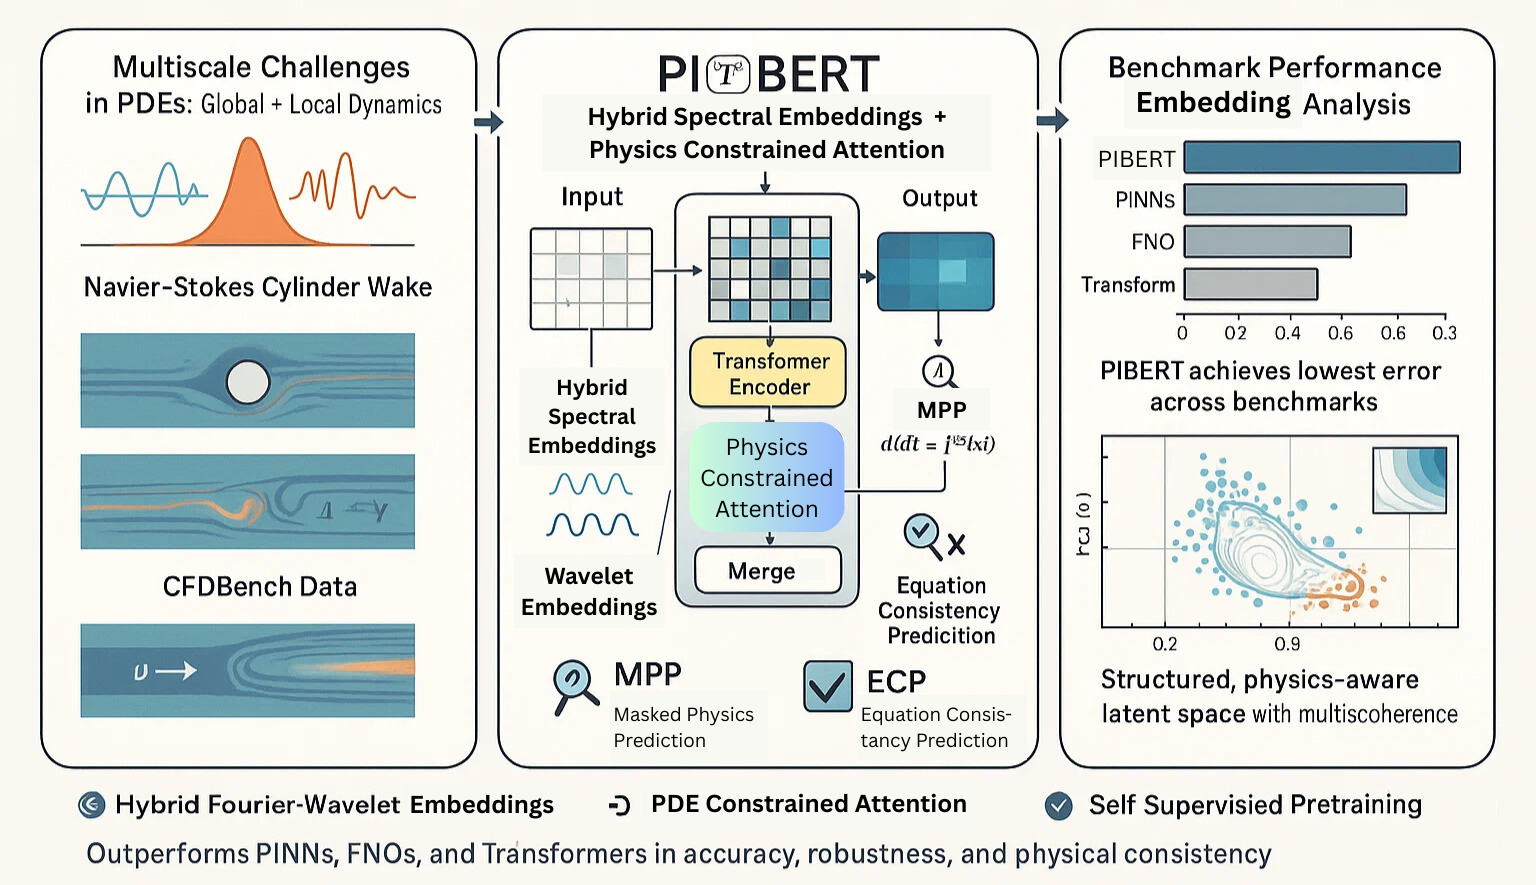 Multiscale Challenges
in PDEs: Global + Local Dynamics
Navier-Stokes Cylinder Wake
CFDBench Data
PI BERT
Hybrid Spectral Embeddings +
Physics Constrained Attention
Input
Output
Transformer
Encoder
Hybrid
Spectral
Embeddings
MPP
Physics
Constrained
Attention
Merge
Wavelet
Embeddings
Equation
Consistency
Predicition
MPP
Masked Physics
Prediction
ECP
Equation Consis-
tancy Prediction
Benchmark Performance
Embedding Analysis
PIBERT
PINNs
FNO
Transform
0 02 0.4 0.6 0.6 0.3
PIBERT achieves lowest error
across benchmarks
0.2 0.9
Structured, physics-aware
latent space with multiscoherence
Hybrid Fourier-Wavelet Embeddings
PDE Constrained Attention
Self Supervisied Pretraining
Outperforms PINNs, FNOs, and Transformers in accuracy, robustness, and physical consistency